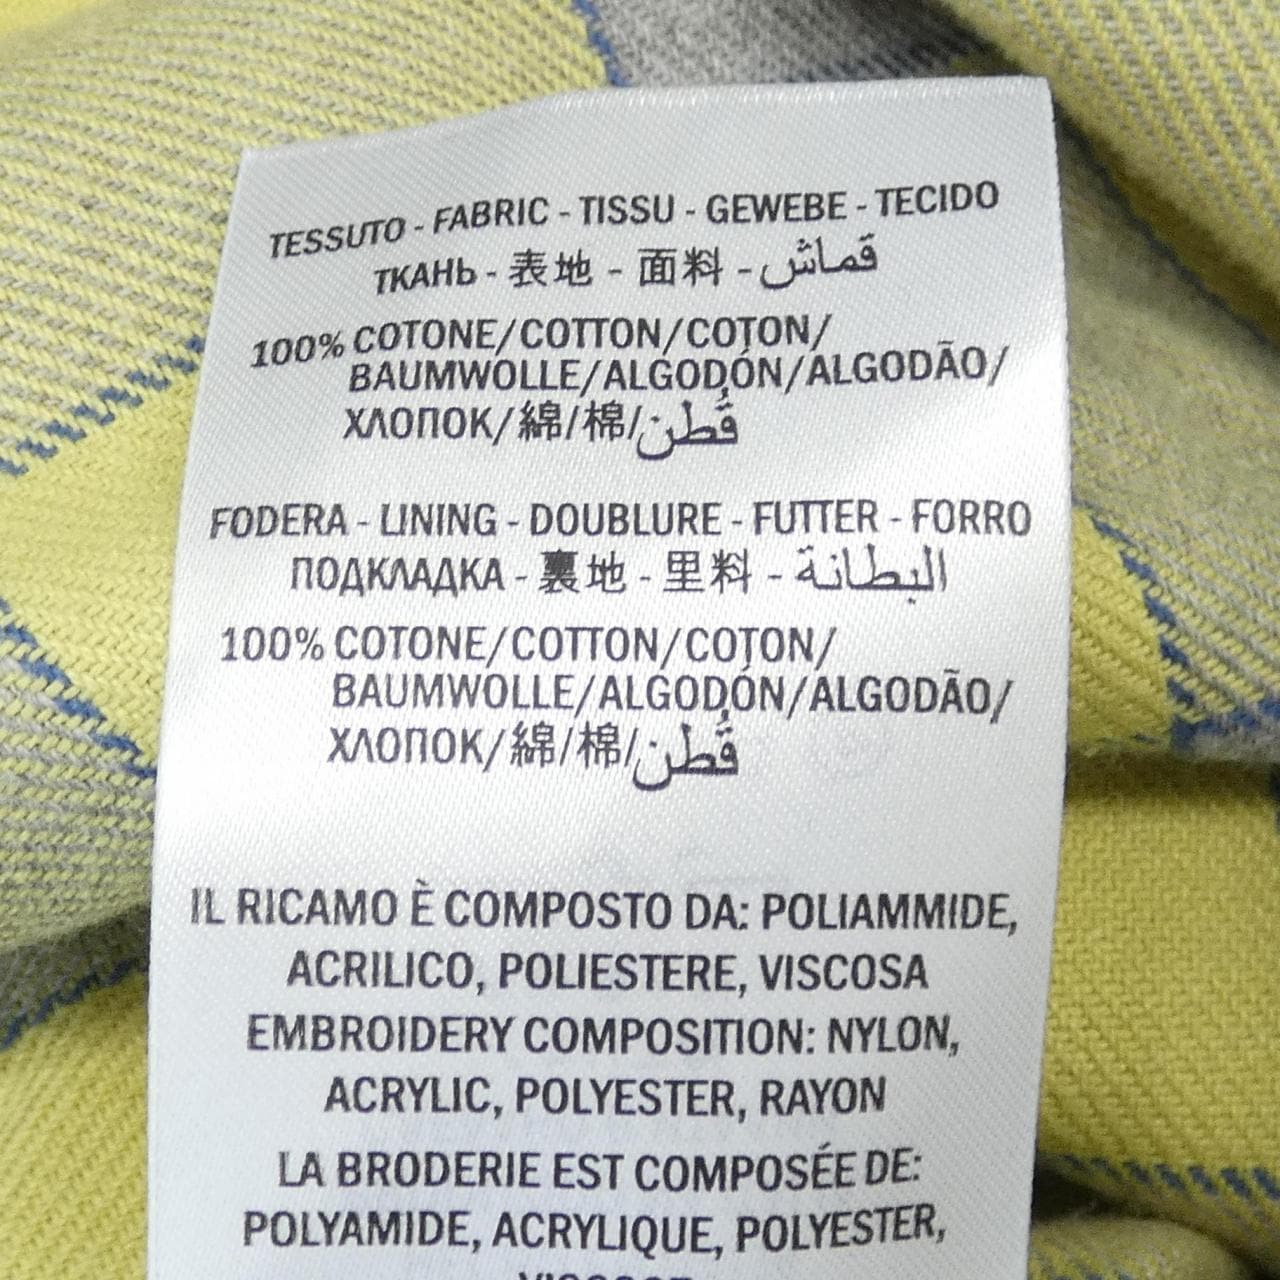 TESSUTO - FABRIC - TISSU - GEWEBE - TECIDO
ТКАНЬ - 表地 - 面料 - قماش
100% COTONE/COTTON/COTON/
BAUMWOLLE/ALGODÓN/ALGODÃO/
ХЛОПОК/綿/棉/قُطن
FODERA - LINING - DOUBLURE - FUTTER - FORRO
ПОДКЛАДКА - 裏地 - 里料 - البطانة
100% COTONE/COTTON/COTON/
BAUMWOLLE/ALGODÓN/ALGODÃO/
ХЛОПОК/綿/棉/قُطن
IL RICAMO È COMPOSTO DA: POLIAMMIDE,
ACRILICO, POLIESTERE, VISCOSA
EMBROIDERY COMPOSITION: NYLON,
ACRYLIC, POLYESTER, RAYON
LA BRODERIE EST COMPOSÉE DE:
POLYAMIDE, ACRYLIQUE, POLYESTER,